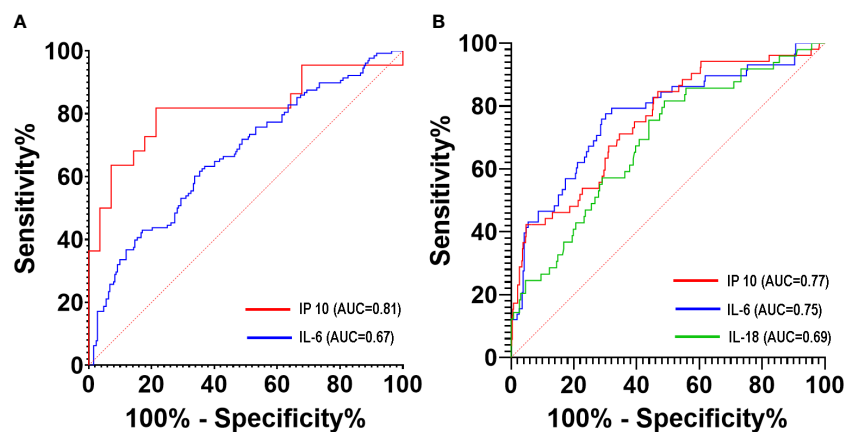 A
100
80
60
40
20
0
Sensitivity%
0 20 40 60 80 100
100% - Specificity%
IP 10 (AUC=0.81)
IL-6 (AUC=0.67)
B
100
80
60
40
20
0
Sensitivity%
0 20 40 60 80 100
100% - Specificity%
IP 10 (AUC=0.77)
IL-6 (AUC=0.75)
IL-18 (AUC=0.69)